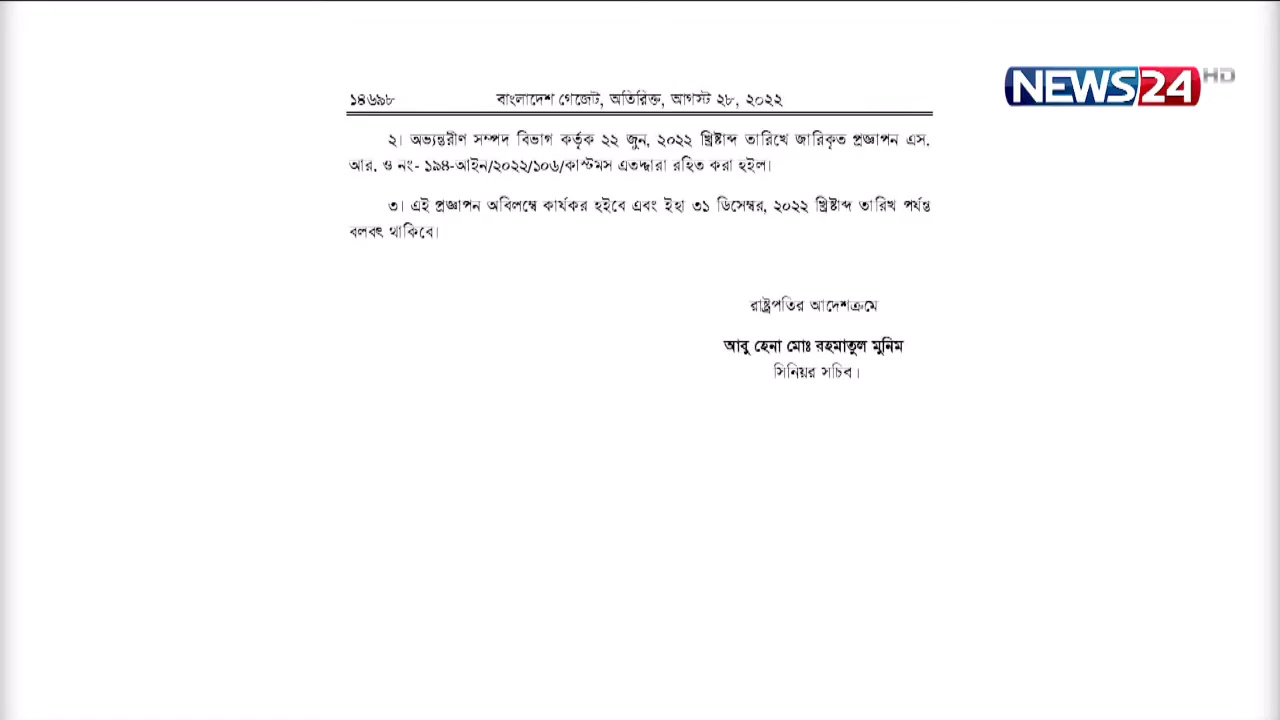 NEWS24 HD
১৪৬৯৮ বাংলাদেশ গেজেট, অতিরিক্ত, আগস্ট ২৮, ২০২২
২। অভ্যন্তরীণ সম্পদ বিভাগ কর্তৃক ২২ জুন, ২০২২ খ্রিষ্টাব্দ তারিখে জারিকৃত প্রজ্ঞাপন এস.
আর. ও নং- ১৯৪-আইন/২০২২/১০৬/কাস্টমস এতদ্দ্বারা রহিত করা হইল।
৩। এই প্রজ্ঞাপন অবিলম্বে কার্যকর হইবে এবং ইহা ৩১ ডিসেম্বর, ২০২২ খ্রিষ্টাব্দ তারিখ পর্যন্ত
বলবৎ থাকিবে।
রাষ্ট্রপতির আদেশক্রমে
আবু হেনা মোঃ রহমাতুল মুনিম
সিনিয়র সচিব।